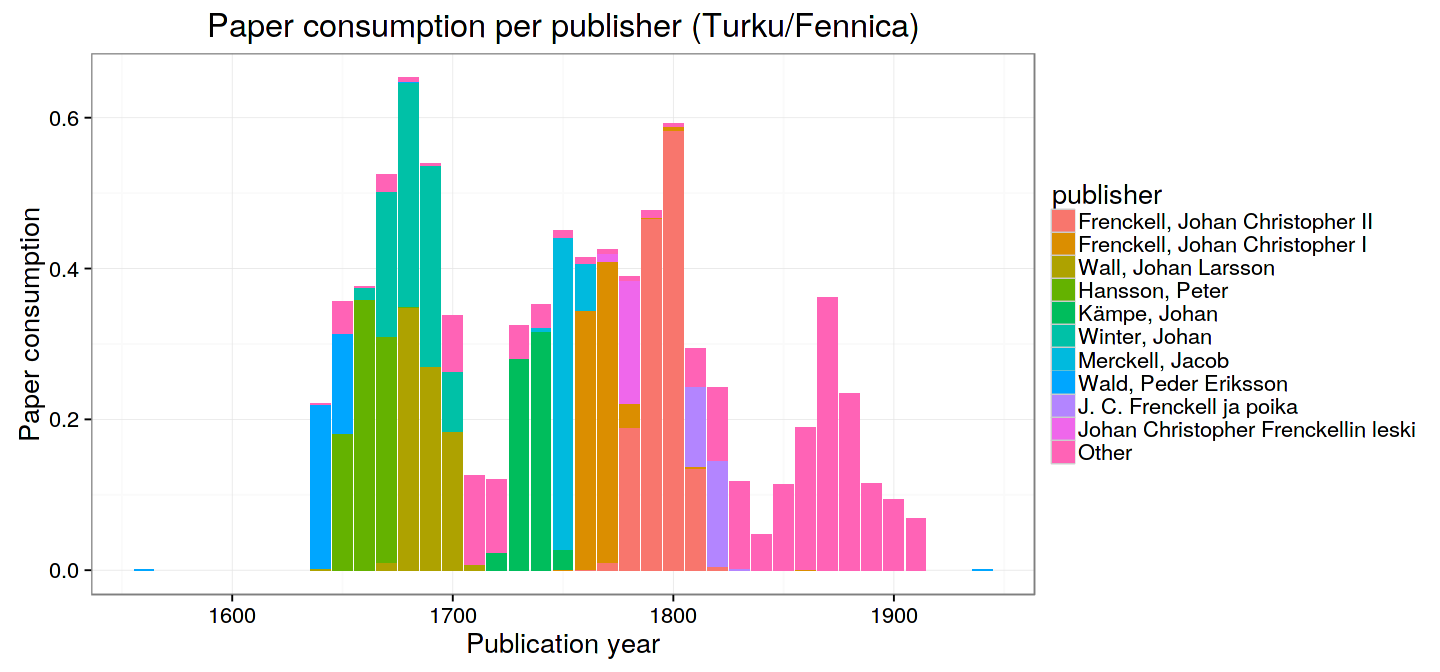 Paper consumption per publisher (Turku/Fennica)
Paper consumption
0.6
0.4
0.2
0.0
1600
1700
1800
1900
Publication year
publisher
Frenckell, Johan Christopher II
Frenckell, Johan Christopher I
Wall, Johan Larsson
Hansson, Peter
Kämpe, Johan
Winter, Johan
Merckell, Jacob
Wald, Peder Eriksson
J. C. Frenckell ja poika
Johan Christopher Frenckellin leski
Other